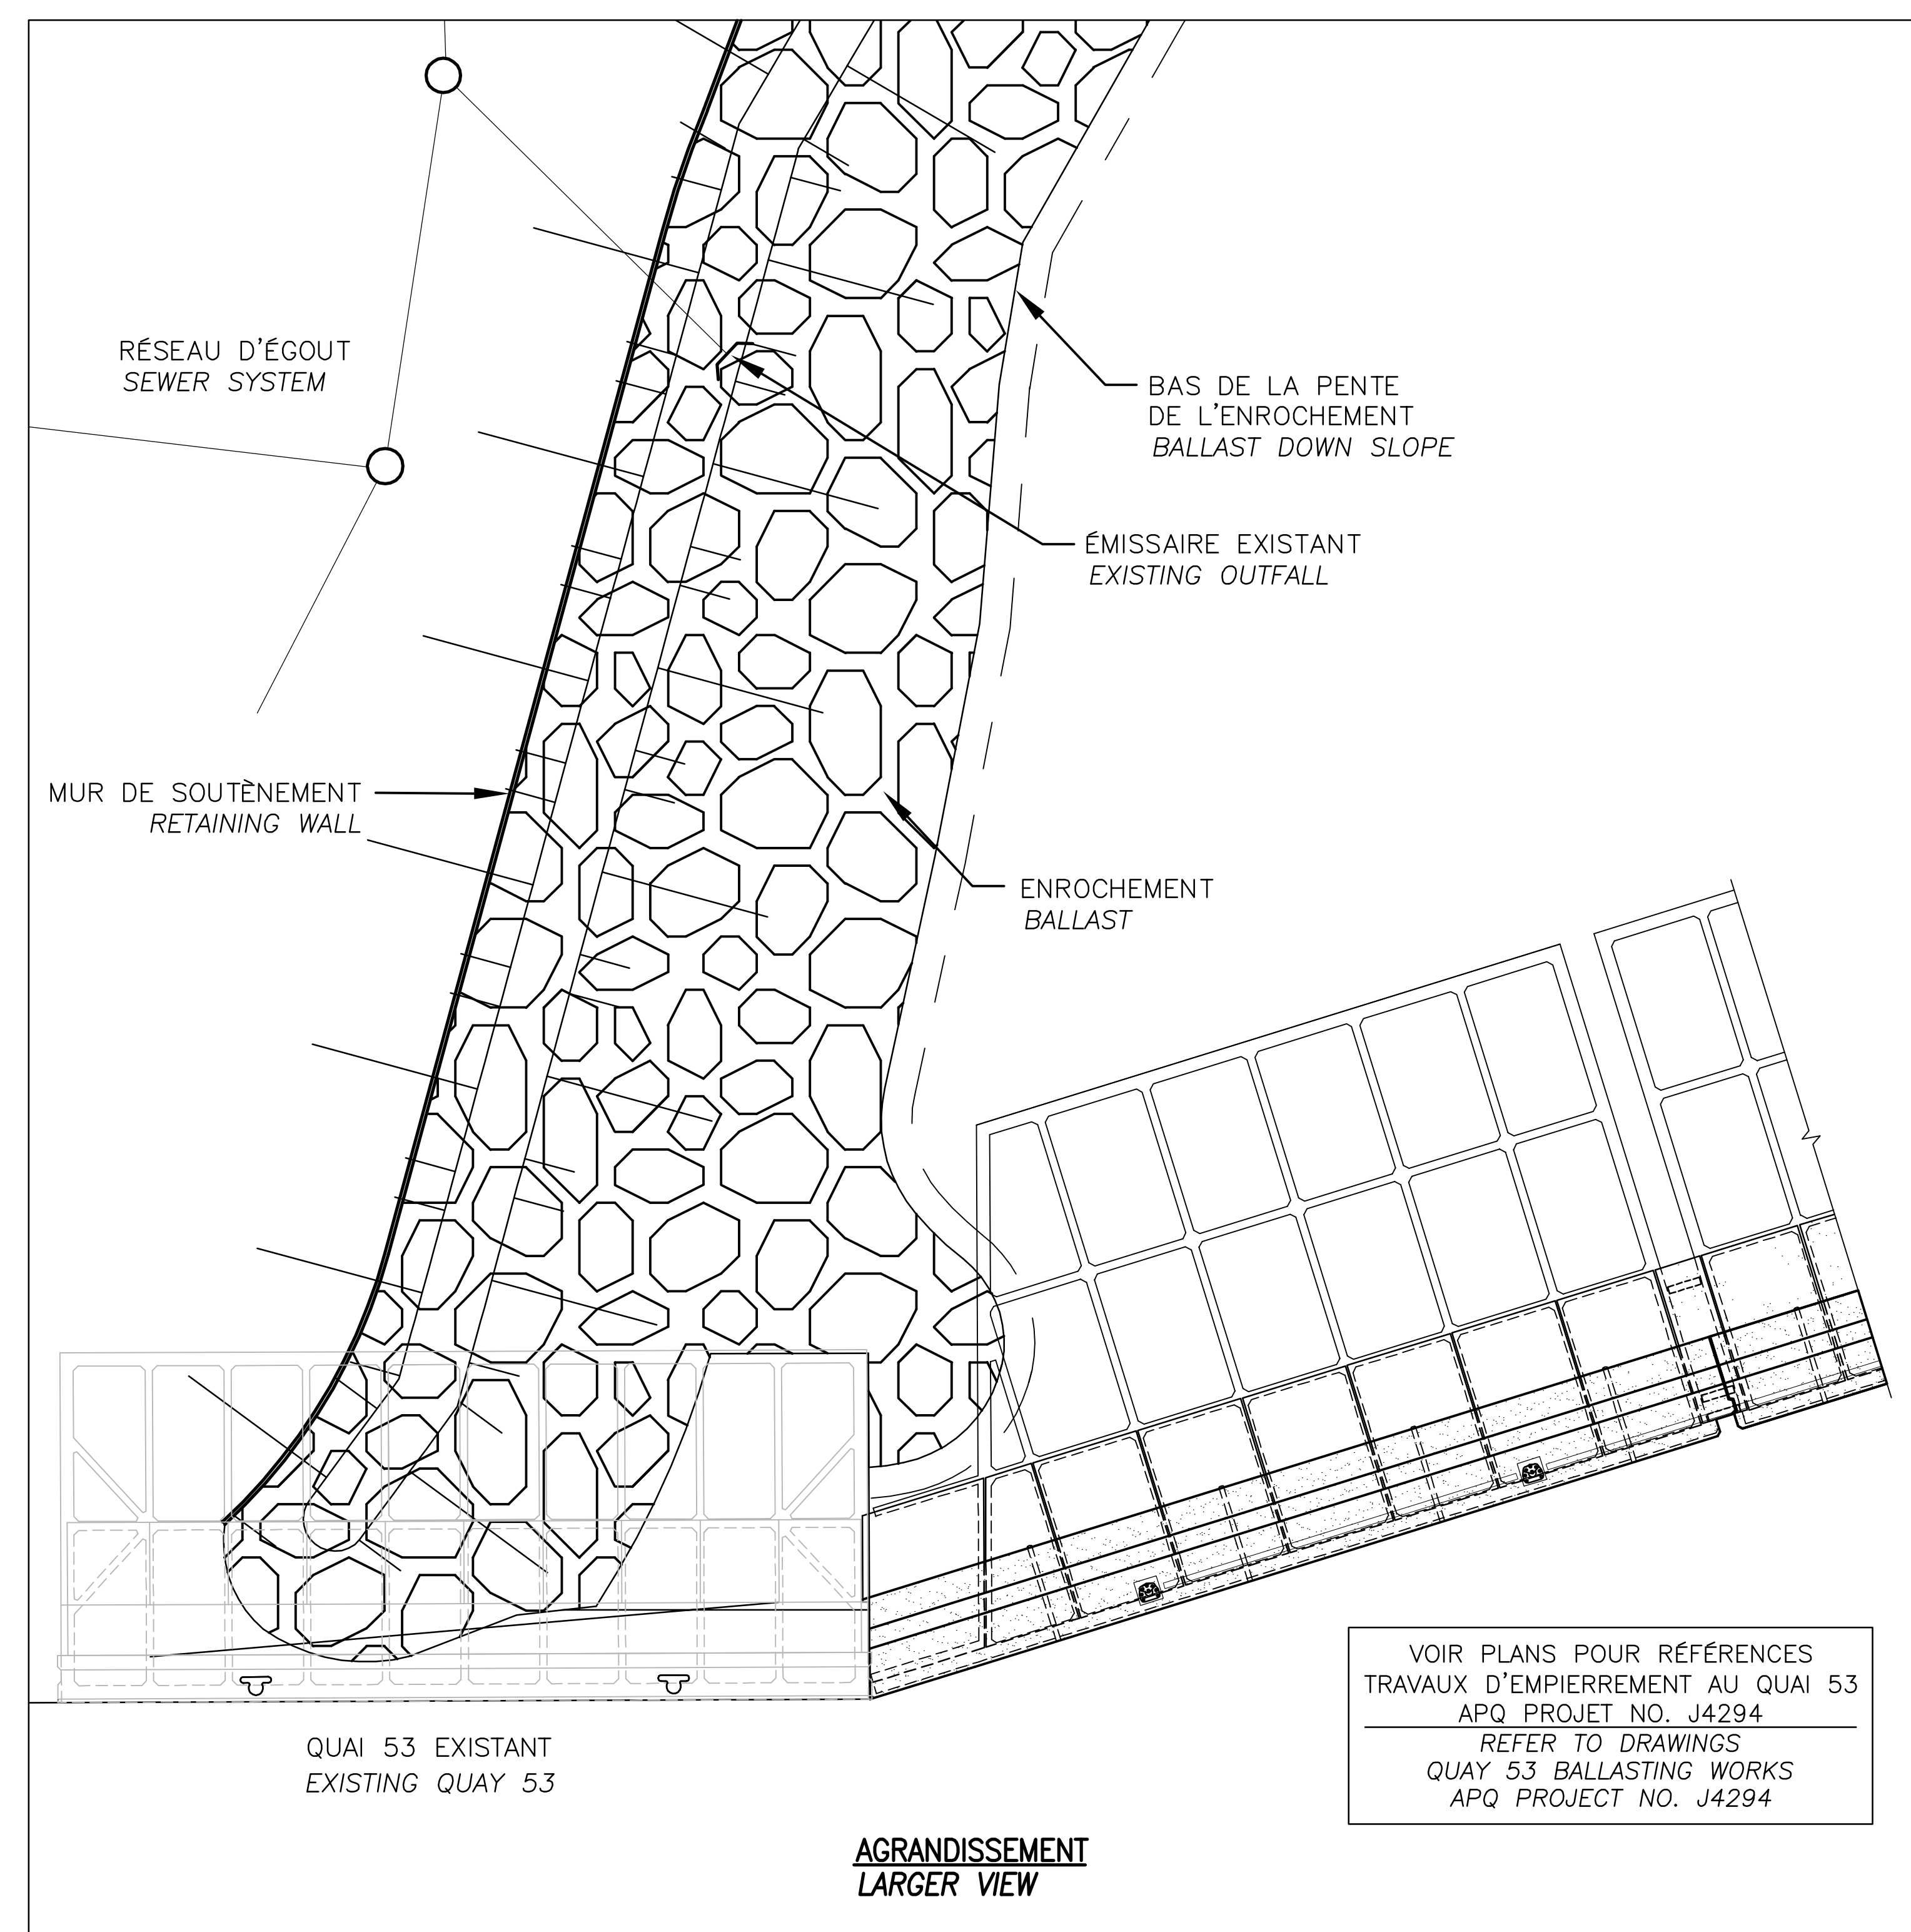 RÉSEAU D'ÉGOUT
SEWER SYSTEM
BAS DE LA PENTE
DE L'ENROCHEMENT
BALLAST DOWN SLOPE
ÉMISSAIRE EXISTANT
EXISTING OUTFALL
MUR DE SOUTÈNEMENT
RETAINING WALL
ENROCHEMENT
BALLAST
VOIR PLANS POUR RÉFÉRENCES
TRAVAUX D'EMPIERREMENT AU QUAI 53
APQ PROJET NO. J4294
REFER TO DRAWINGS
QUAY 53 BALLASTING WORKS
APQ PROJECT NO. J4294
QUAI 53 EXISTANT
EXISTING QUAY 53
AGRANDISSEMENT
LARGER VIEW